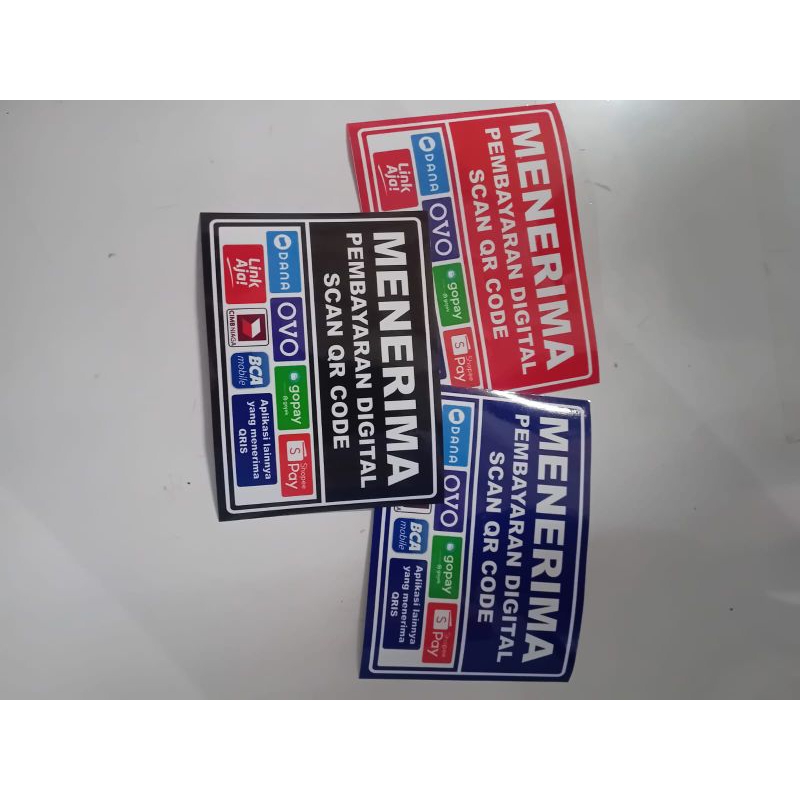 MENERIMA
PEMBAYARAN DIGITAL
SCAN QR CODE
DANA
OVO
gopay
Shopee
S Pay
Link
Aja!
CIMB NIAGA
BCA
mobile
Aplikasi lainnya
yang menerima
QRIS
MENERIMA
PEMBAYARAN DIGITAL
SCAN QR CODE
DANA
OVO
gopay
Shopee
S Pay
Link
Aja!
MENERIMA
PEMBAYARAN DIGITAL
SCAN QR CODE
DANA
OVO
gopay
Shopee
S Pay
BCA
mobile
Aplikasi lainnya
yang menerima
QRIS